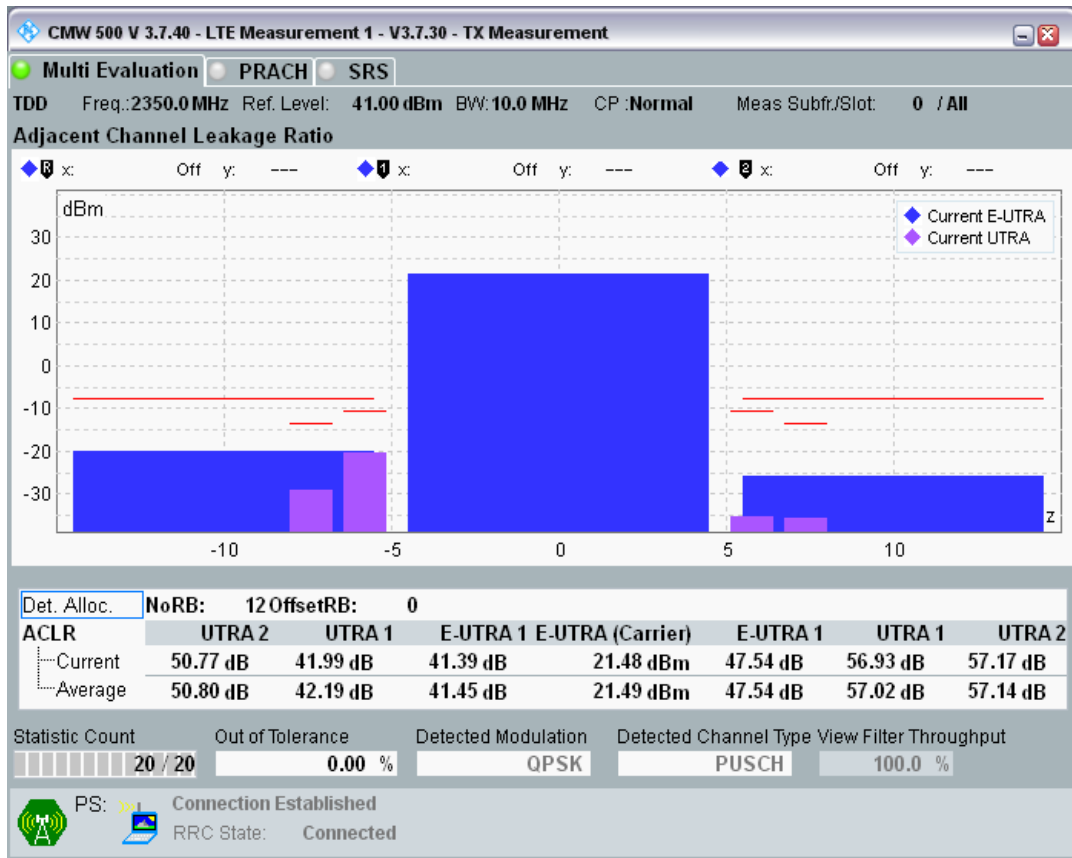 CMW 500 V 3.7.40 - LTE Measurement 1 - V3.7.30 - TX Measurement
Multi Evaluation PRACH SRS
TDD Freq.:2350.0 MHz Ref. Level: 41.00 dBm BW:10.0 MHz CP :Normal Meas Subfr./Slot: 0 / All
Adjacent Channel Leakage Ratio
R x: Off y: --- 1 x: Off y: --- 2 x: Off y: ---
dBm
Current E-UTRA
Current UTRA
30
20
10
0
-10
-20
-30
z
-10 -5 0 5 10
Det. Alloc. NoRB: 12 OffsetRB: 0
ACLR UTRA 2 UTRA 1 E-UTRA 1 E-UTRA (Carrier) E-UTRA 1 UTRA 1 UTRA 2
Current 50.77 dB 41.99 dB 41.39 dB 21.48 dBm 47.54 dB 56.93 dB 57.17 dB
Average 50.80 dB 42.19 dB 41.45 dB 21.49 dBm 47.54 dB 57.02 dB 57.14 dB
Statistic Count Out of Tolerance Detected Modulation Detected Channel Type View Filter Throughput
20 / 20 0.00 % QPSK PUSCH 100.0 %
PS: Connection Established
RRC State: Connected